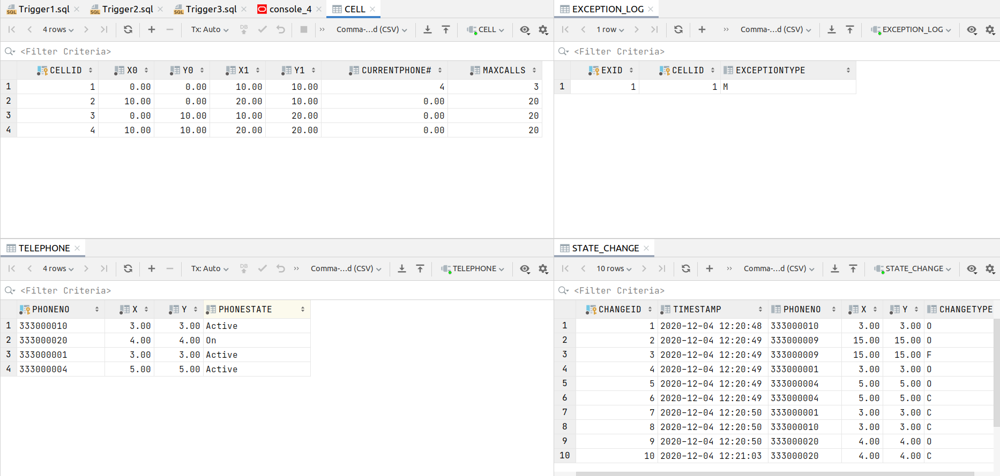 Trigger1.sql Trigger2.sql Trigger3.sql console_4 CELL
4 rows Tx: Auto DB Comma-...d (CSV) CELL
<Filter Criteria>
CELLID X0 Y0 X1 Y1 CURRENTPHONE# MAXCALLS
1 1 0.00 0.00 10.00 10.00 4 3
2 2 10.00 0.00 20.00 10.00 0.00 20
3 3 0.00 10.00 10.00 20.00 0.00 20
4 4 10.00 10.00 20.00 20.00 0.00 20
EXCEPTION_LOG
1 row Comma-...d (CSV) EXCEPTION_LOG
<Filter Criteria>
EXID CELLID EXCEPTIONTYPE
1 1 1 M
TELEPHONE
4 rows Tx: Auto DB Comma-...d (CSV) TELEPHONE
<Filter Criteria>
PHONENO X Y PHONESTATE
1 333000010 3.00 3.00 Active
2 333000020 4.00 4.00 On
3 333000001 3.00 3.00 Active
4 333000004 5.00 5.00 Active
STATE_CHANGE
10 rows Comma-...d (CSV) STATE_CHANGE
<Filter Criteria>
CHANGEID TIMESTAMP PHONENO X Y CHANGETYPE
1 1 2020-12-04 12:20:48 333000010 3.00 3.00 O
2 2 2020-12-04 12:20:49 333000009 15.00 15.00 O
3 3 2020-12-04 12:20:49 333000009 15.00 15.00 F
4 4 2020-12-04 12:20:49 333000001 3.00 3.00 O
5 5 2020-12-04 12:20:49 333000004 5.00 5.00 O
6 6 2020-12-04 12:20:49 333000004 5.00 5.00 C
7 7 2020-12-04 12:20:50 333000001 3.00 3.00 C
8 8 2020-12-04 12:20:50 333000010 3.00 3.00 C
9 9 2020-12-04 12:20:50 333000020 4.00 4.00 O
10 10 2020-12-04 12:21:03 333000020 4.00 4.00 C